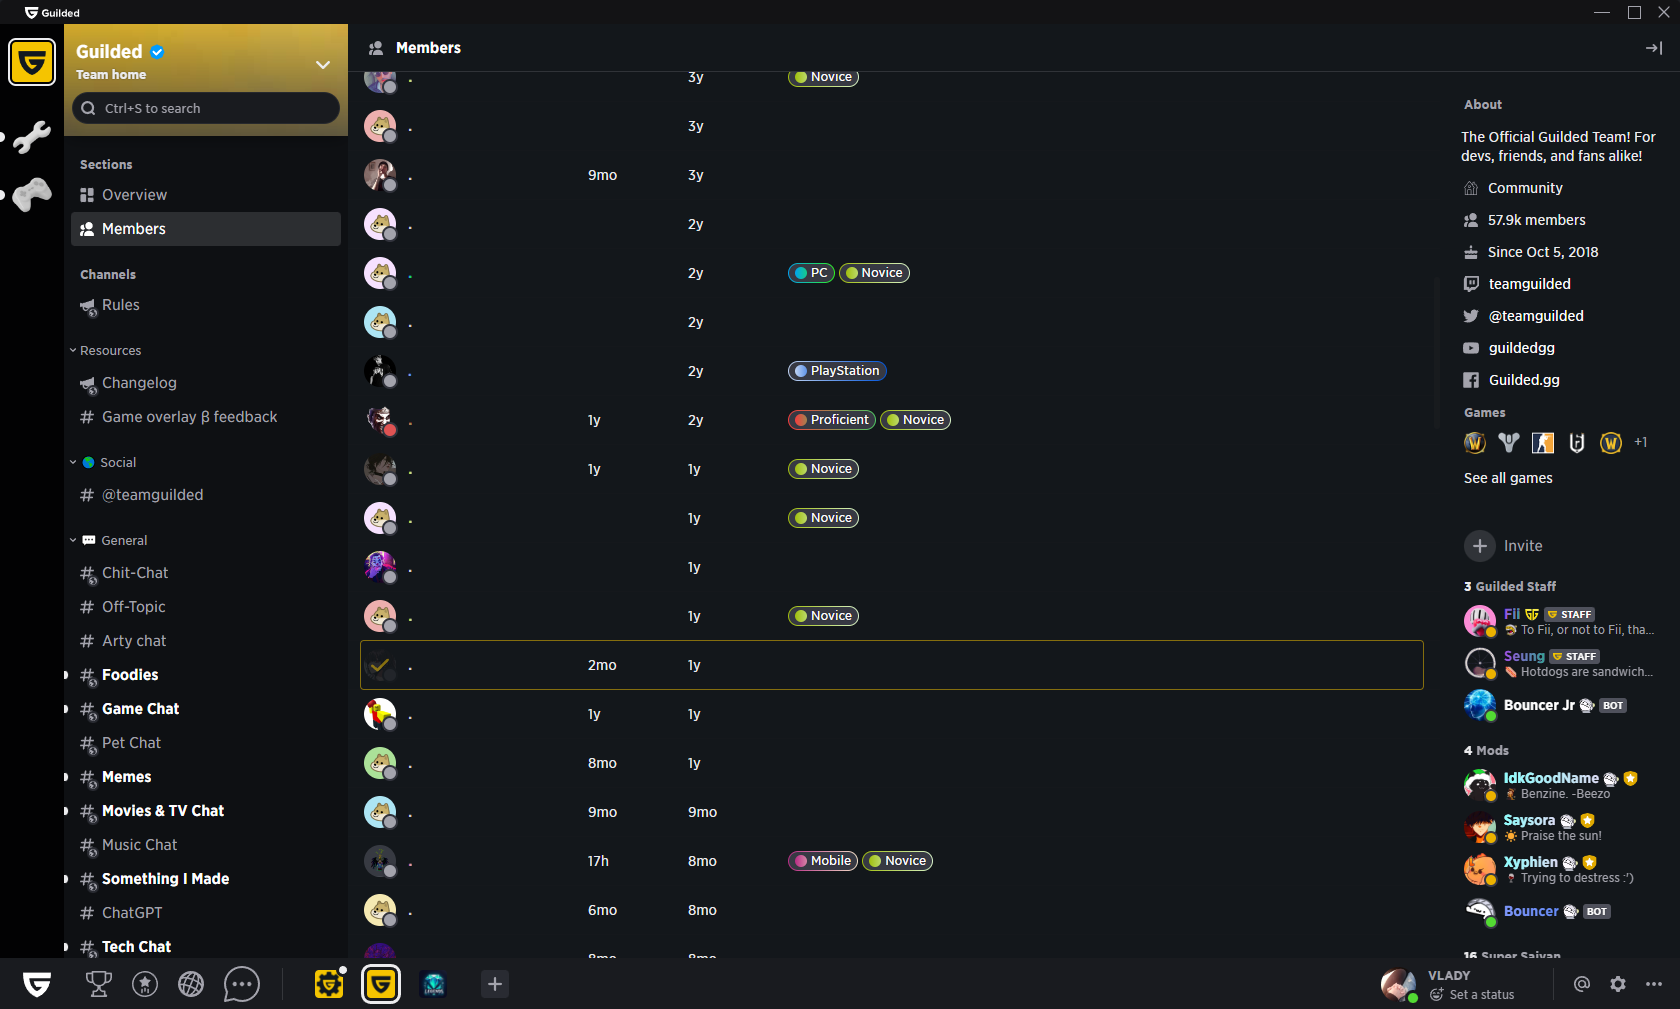 Guilded
Guilded
Team home
Ctrl+S to search
Sections
Overview
Members
Channels
Rules
Resources
Changelog
Game overlay β feedback
Social
@teamguilded
General
Chit-Chat
Off-Topic
Arty chat
Foodies
Game Chat
Pet Chat
Memes
Movies & TV Chat
Music Chat
Something I Made
ChatGPT
Tech Chat
Members
. 3y Novice
. 3y
. 9mo 3y
. 2y
. 2y PC Novice
. 2y
. 2y PlayStation
. 1y 2y Proficient Novice
. 1y 1y Novice
. 1y Novice
. 1y
. 1y Novice
. 2mo 1y
. 1y 1y
. 8mo 1y
. 9mo 9mo
. 17h 8mo Mobile Novice
. 6mo 8mo
8mo 8mo
About
The Official Guilded Team! For
devs, friends, and fans alike!
Community
57.9k members
Since Oct 5, 2018
teamguilded
@teamguilded
guildedgg
Guilded.gg
Games
+1
See all games
Invite
3 Guilded Staff
Fii STAFF
To Fii, or not to Fii, tha...
Seung STAFF
Hotdogs are sandwich...
Bouncer Jr BOT
4 Mods
IdkGoodName
Benzine. -Beezo
Saysora
Praise the sun!
Xyphien
Trying to destress :')
Bouncer BOT
16 Super Saiyan
VLADY
Set a status